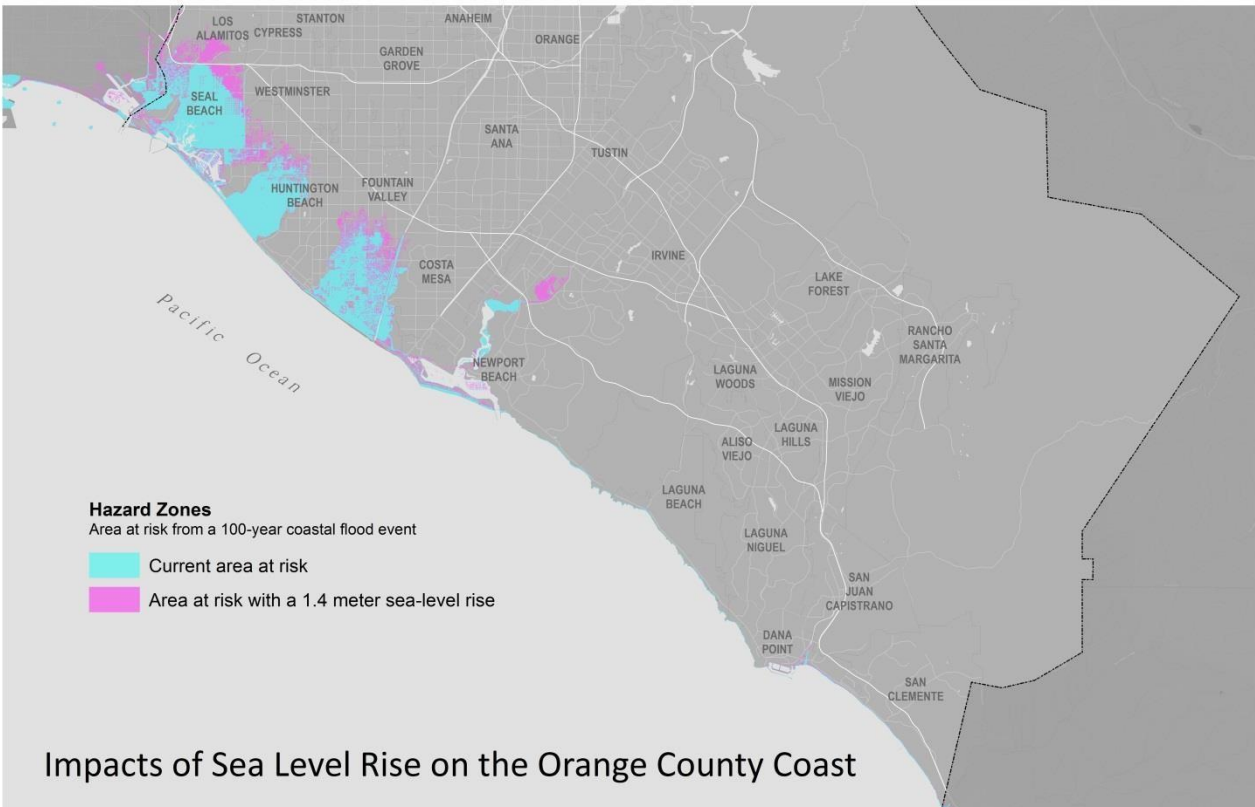 LOS
ALAMITOS
STANTON
CYPRESS
ANAHEIM
ORANGE
GARDEN
GROVE
SEAL
BEACH
WESTMINSTER
SANTA
ANA
TUSTIN
HUNTINGTON
BEACH
FOUNTAIN
VALLEY
COSTA
MESA
IRVINE
LAKE
FOREST
RANCHO
SANTA
MARGARITA
Pacific Ocean
NEWPORT
BEACH
LAGUNA
WOODS
MISSION
VIEJO
LAGUNA
HILLS
ALISO
VIEJO
LAGUNA
BEACH
LAGUNA
NIGUEL
SAN
JUAN
CAPISTRANO
DANA
POINT
SAN
CLEMENTE
Hazard Zones
Area at risk from a 100-year coastal flood event
Current area at risk
Area at risk with a 1.4 meter sea-level rise
Impacts of Sea Level Rise on the Orange County Coast